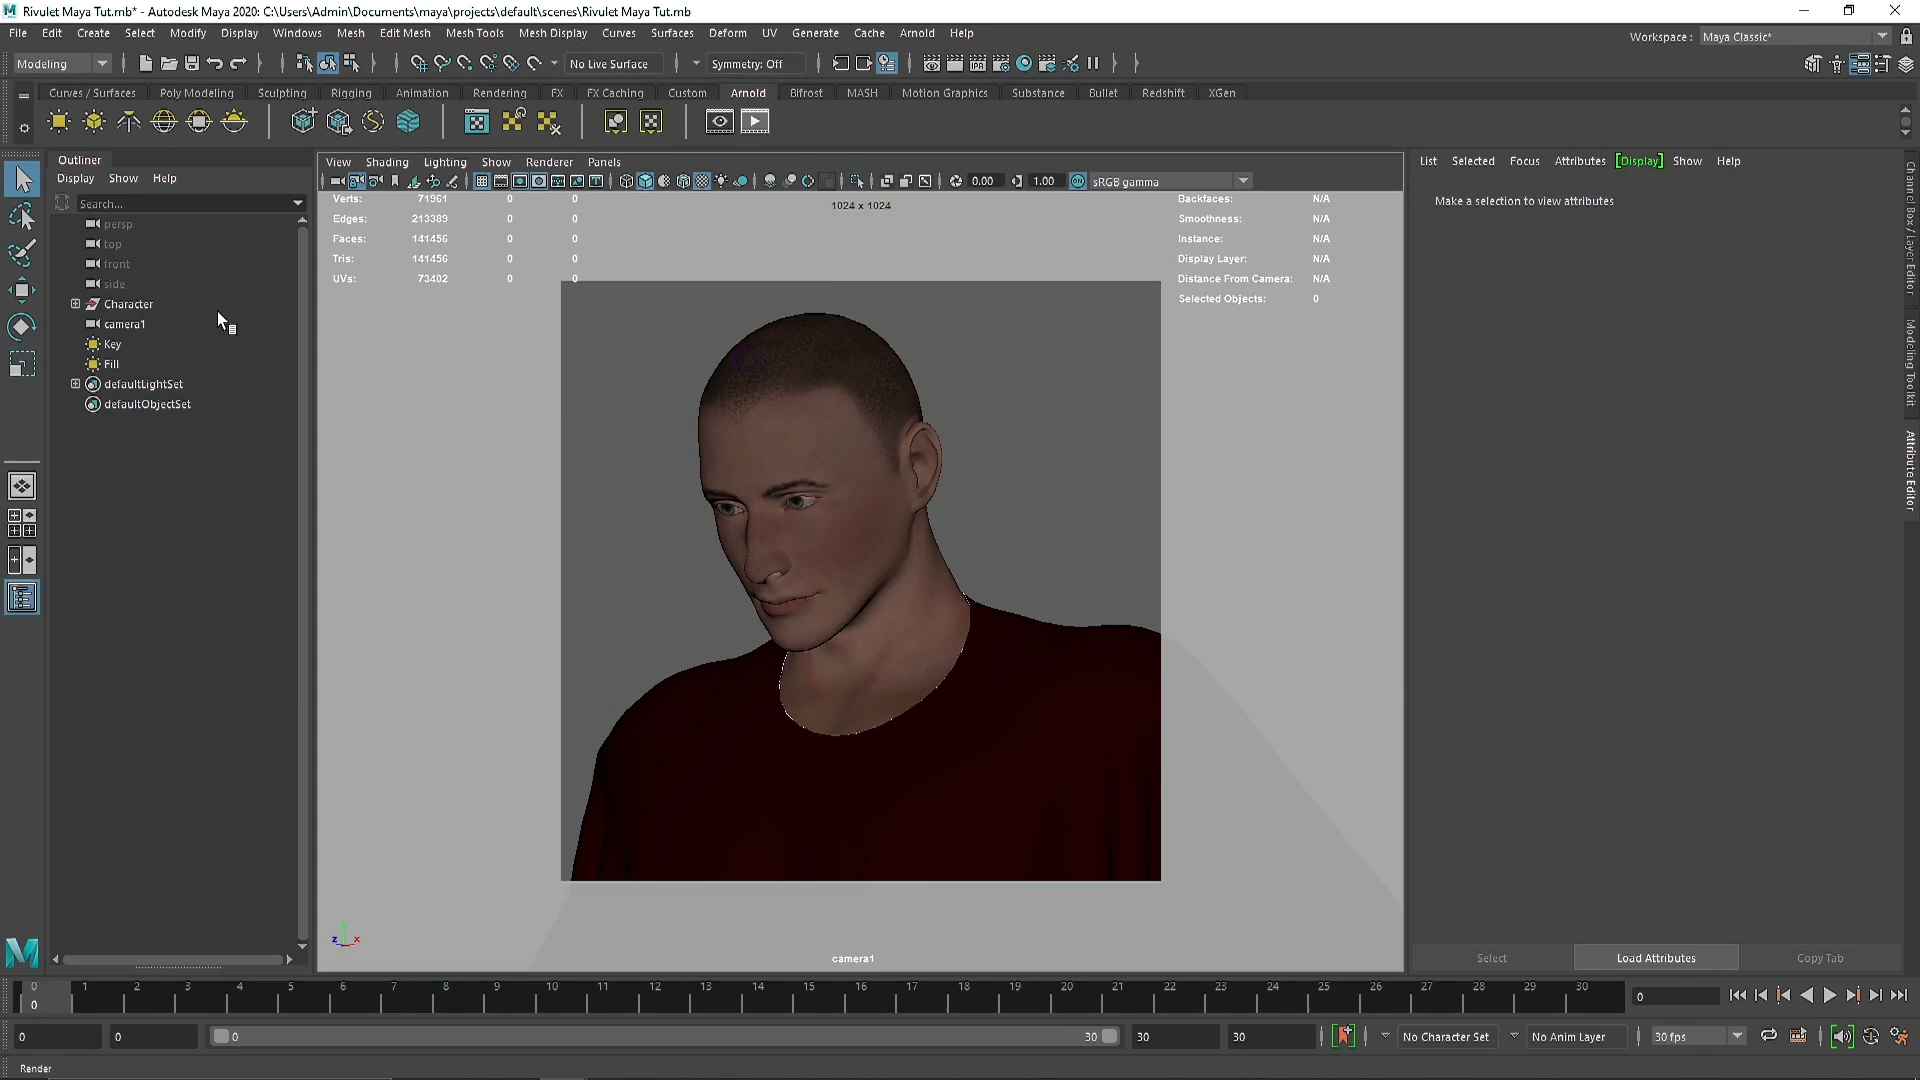 Rivulet Maya Tut.mb* - Autodesk Maya 2020: C:\Users\Admin\Documents\maya\projects\default\scenes\Rivulet Maya Tut.mb
File Edit Create Select Modify Display Windows Mesh Edit Mesh Mesh Tools Mesh Display Curves Surfaces Deform UV Generate Cache Arnold Help
Workspace : Maya Classic*
Modeling No Live Surface Symmetry: Off
Curves / Surfaces Poly Modeling Sculpting Rigging Animation Rendering FX FX Caching Custom Arnold Bifrost MASH Motion Graphics Substance Bullet Redshift XGen
Outliner
Display Show Help
Search...
persp
top
front
side
Character
camera1
Key
Fill
defaultLightSet
defaultObjectSet
View Shading Lighting Show Renderer Panels
0.00 1.00 ON sRGB gamma
Verts: 71961 0 0
Edges: 213389 0 0
Faces: 141456 0 0
Tris: 141456 0 0
UVs: 73402 0 0
1024 x 1024
Backfaces: N/A
Smoothness: N/A
Instance: N/A
Display Layer: N/A
Distance From Camera: N/A
Selected Objects: 0
y
z x
camera1
List Selected Focus Attributes [Display] Show Help
Make a selection to view attributes
Select Load Attributes Copy Tab
Channel Box / Layer Editor
Modeling Toolkit
Attribute Editor
0 1 2 3 4 5 6 7 8 9 10 11 12 13 14 15 16 17 18 19 20 21 22 23 24 25 26 27 28 29 30
0
0
0 0 0 30 30 30 No Character Set No Anim Layer 30 fps
Render